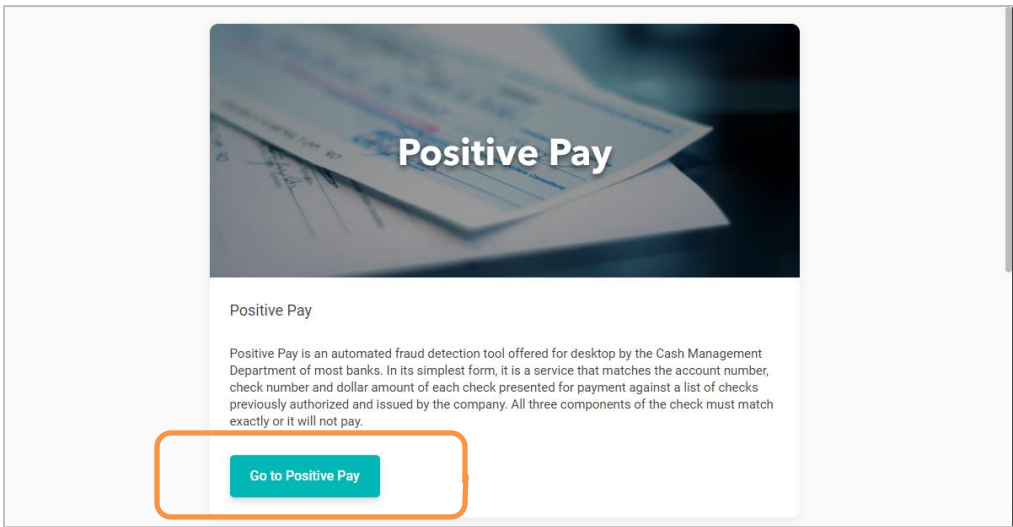 Positive Pay
Positive Pay
Positive Pay is an automated fraud detection tool offered for desktop by the Cash Management
Department of most banks. In its simplest form, it is a service that matches the account number,
check number and dollar amount of each check presented for payment against a list of checks
previously authorized and issued by the company. All three components of the check must match
exactly or it will not pay.
Go to Positive Pay